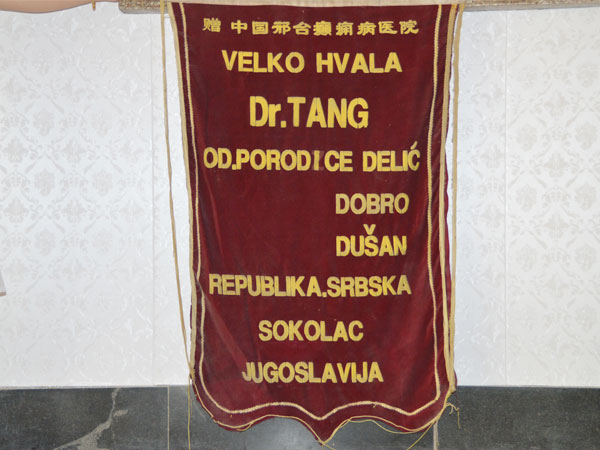 赠 中国邢台癫痫病医院
VELKO HVALA
Dr.TANG
OD.PORODICE DELIĆ
DOBRO
DUŠAN
REPUBLIKA.SRBSKA
SOKOLAC
JUGOSLAVIJA